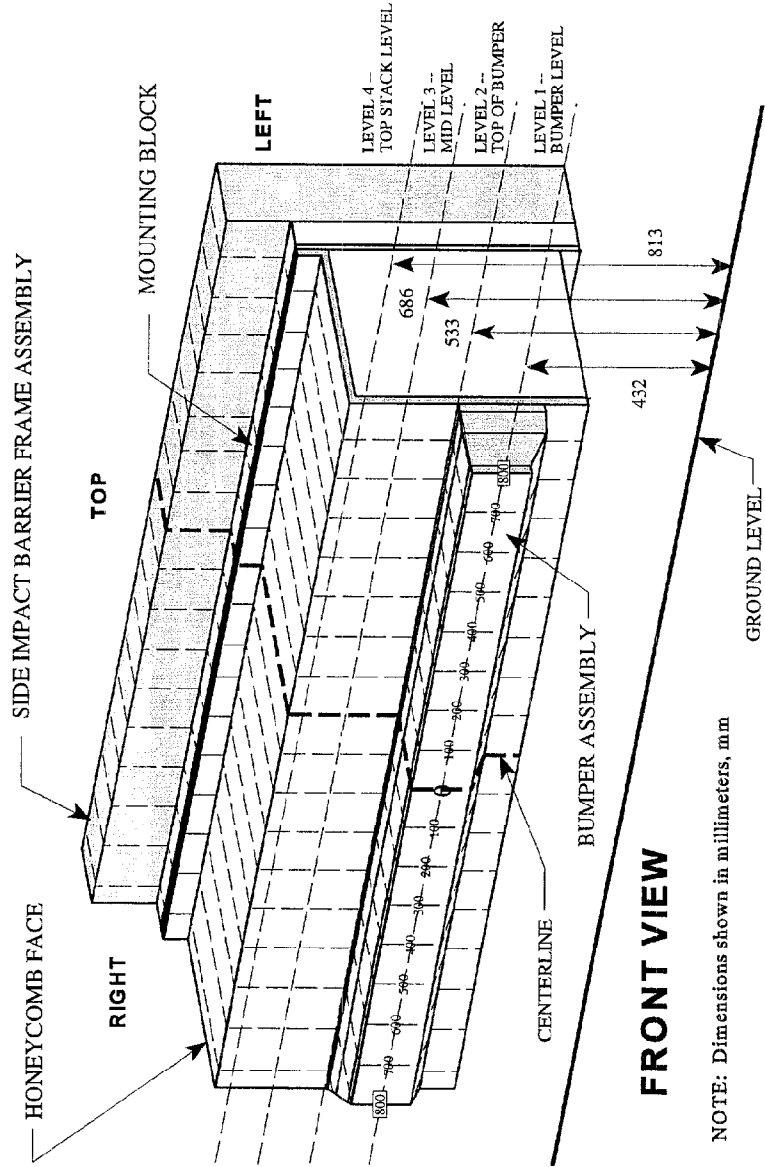 SIDE IMPACT BARRIER FRAME ASSEMBLY
HONEYCOMB FACE
TOP
MOUNTING BLOCK
RIGHT
LEFT
LEVEL 4 –
TOP STACK LEVEL
LEVEL 3 --
MID LEVEL
LEVEL 2 --
TOP OF BUMPER
LEVEL 1 --
BUMPER LEVEL
813
686
533
432
800 700 600 500 400 300 200 100 0 100 200 300 400 500 600 700 800
CENTERLINE
BUMPER ASSEMBLY
GROUND LEVEL
FRONT VIEW
NOTE: Dimensions shown in millimeters, mm